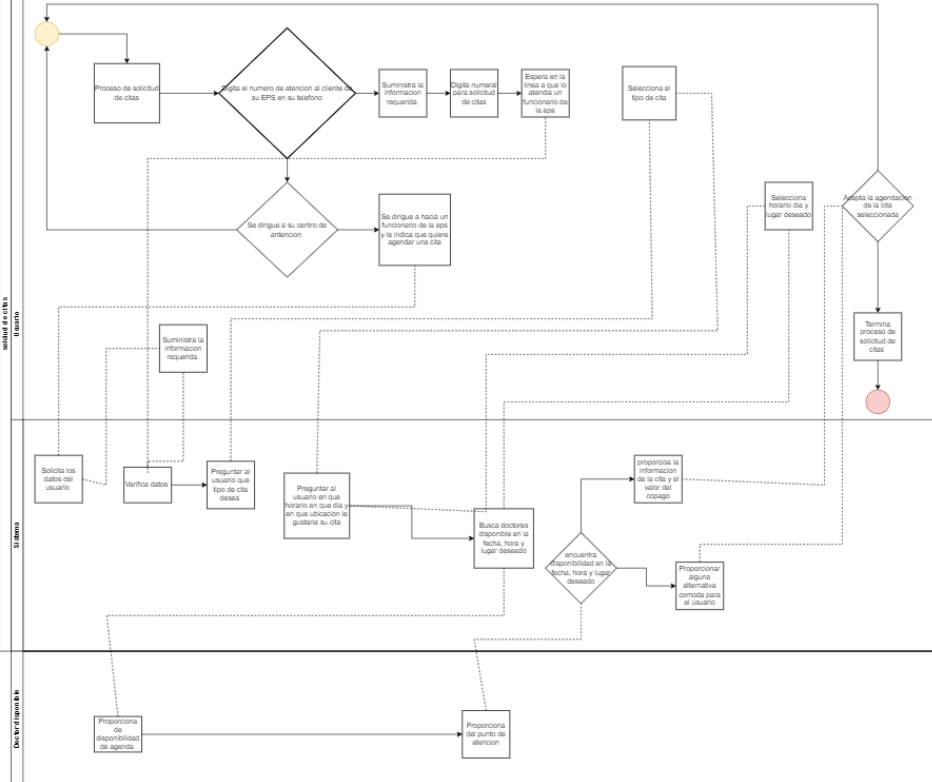 solciud de citas
Usuario
Proceso de solicitud
de citas
Digita el numero de atencion al cliente de
su EPS en su telefono
Suministra la
informacion
requerida
Digita numeral
para solicitud
de citas
Espera en la
linea a que lo
atendia un
funcionario de
la eps
Selecciona el
tipo de cita
Selecciona
horario dia y
lugar deseado
Acepta la agendacion
de la cita
seleccionada
Se dirigue a su centro de
antencion
Se dirigue a hacia un
funcionario de la eps
y le indica que quiere
agendar una cita
Suministra la
informacion
requerida
Termina
proceso de
solicitud de
citas
Sistema
Solicita los
datos del
usuario
Verifica datos
Preguntar al
usuario que
tipo de cita
desea
Preguntar al
usuario en que
horario en que dia y
en que ubicacion le
gustaria su cita
Busca doctores
disponible en la
fecha, hora y
lugar deseado
encuentra
disponibilidad en la
fecha, hora y lugar
deseado
proporcioa la
informacion
de la cita y el
valor del
copago
Proporcionar
alguna
alternativa
comoda para
el usuario
Doctor disponible
Proporciona
de
disponibilidad
de agenda
Proporciona
del punto de
atencion